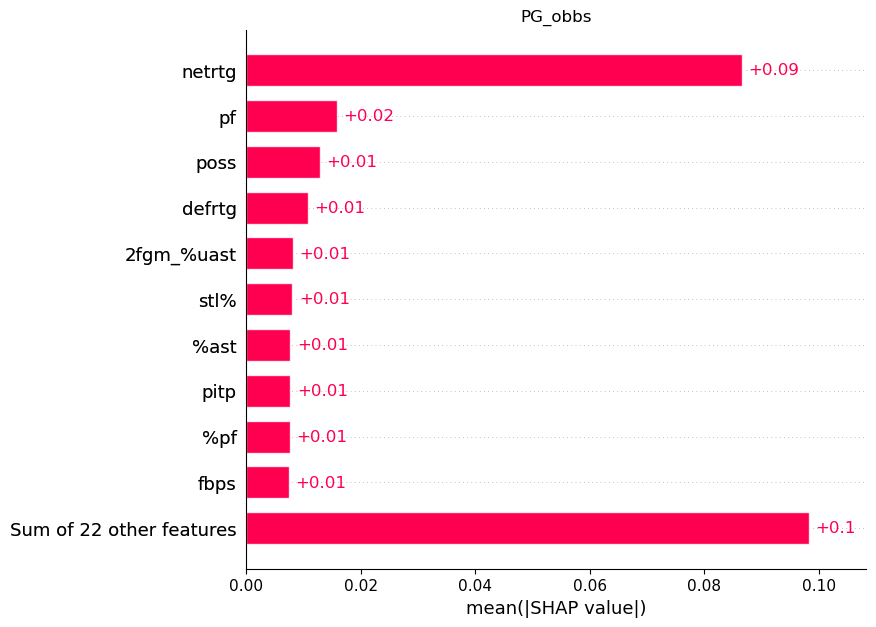 PG_obbs
netrtg +0.09
pf +0.02
poss +0.01
defrtg +0.01
2fgm_%uast +0.01
stl% +0.01
%ast +0.01
pitp +0.01
%pf +0.01
fbps +0.01
Sum of 22 other features +0.1
0.00 0.02 0.04 0.06 0.08 0.10
mean(|SHAP value|)